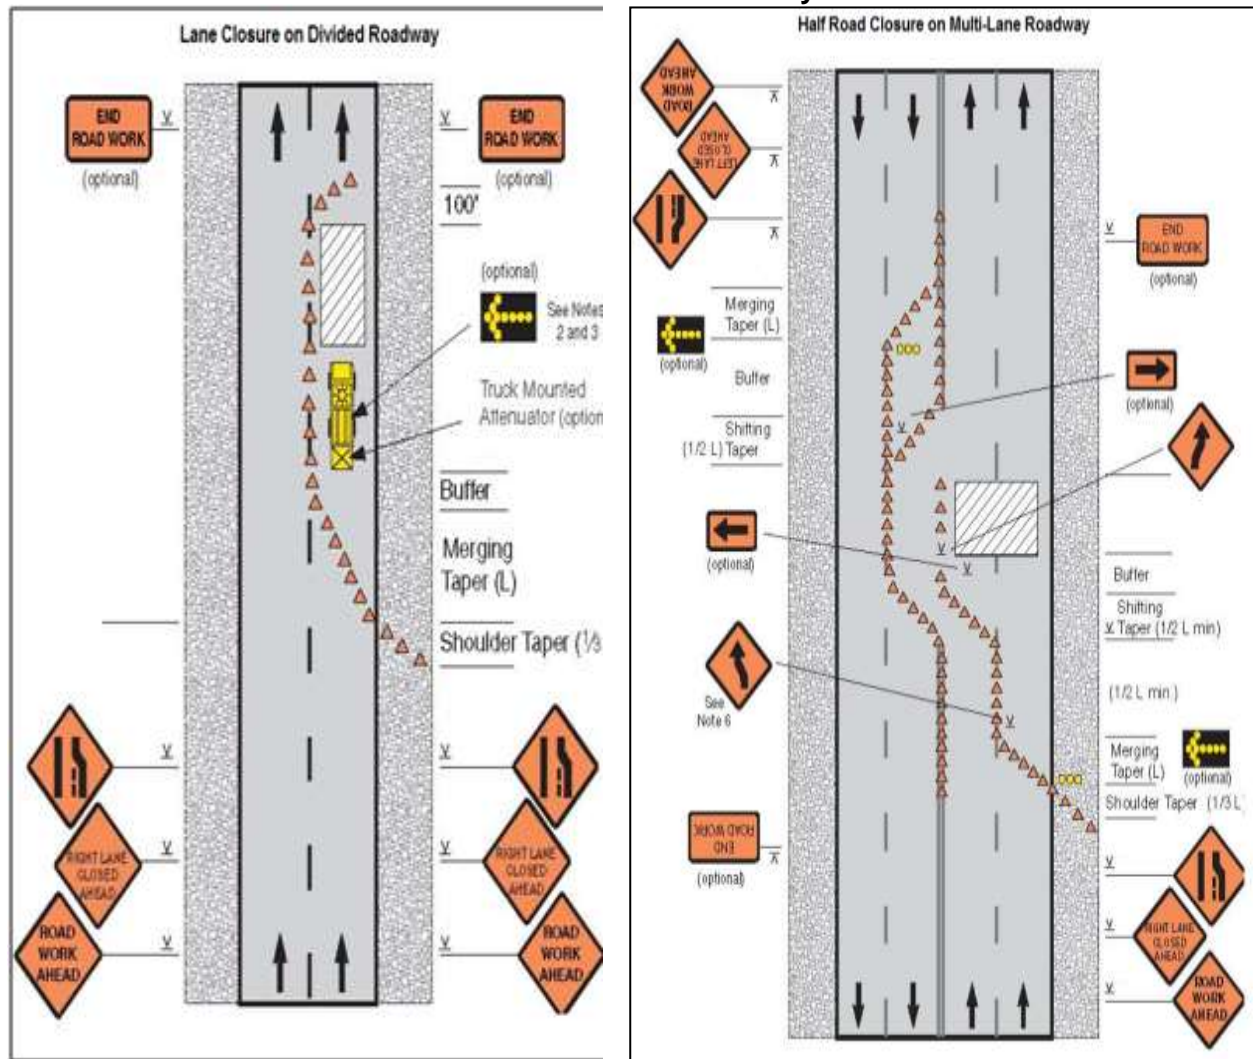 Lane Closure on Divided Roadway
END
ROAD WORK
(optional)
END
ROAD WORK
(optional)
100'
(optional)
See Notes
2 and 3
Truck Mounted
Attenuator (option
Buffer
Merging
Taper (L)
Shoulder Taper (1/3
RIGHT LANE
CLOSED
AHEAD
RIGHT LANE
CLOSED
AHEAD
ROAD
WORK
AHEAD
ROAD
WORK
AHEAD
Half Road Closure on Multi-Lane Roadway
ROAD
WORK
AHEAD
LEFT LANE
CLOSED
AHEAD
END
ROAD WORK
(optional)
Merging
Taper (L)
(optional)
Buffer
(optional)
Shifting
(1/2 L) Taper
(optional)
Buffer
Shifting
Taper (1/2 L min)
See
Note 6
(1/2 L min.)
Merging
Taper (L)
(optional)
Shoulder Taper (1/3 L
END
ROAD WORK
(optional)
RIGHT LANE
CLOSED
AHEAD
ROAD
WORK
AHEAD